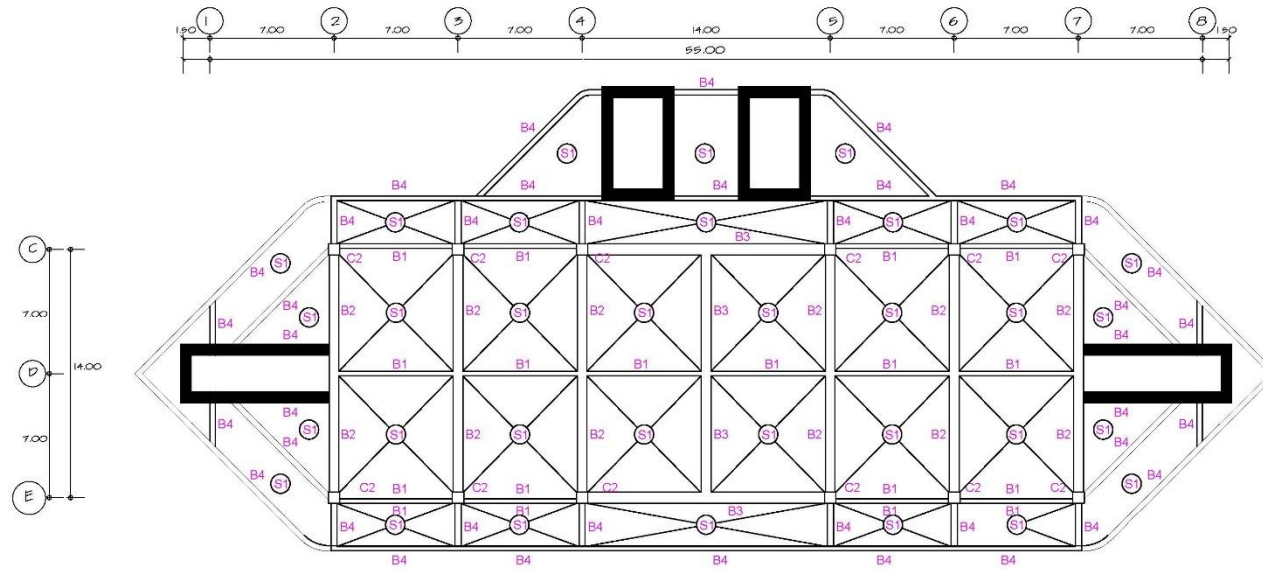 1 2 3 4 5 6 7 8
1.50 7.00 7.00 7.00 14.00 7.00 7.00 7.00 1.50
55.00
B4
B4 B4
S1 S1 S1
B4 B4 B4 B4 B4
B4 S1 B4 S1 B4 S1 B4 S1 B4 S1 B4
B3
C
S1 S1
B4 B4
C2 B1 C2 B1 C2 C2 B1 C2 B1 C2
7.00
B4 B4 S1 B2 S1 B2 S1 B2 S1 B3 S1 B2 S1 B2 S1 B2 S1 B4 B4
B4 B4
B1 B1 B1 B1 B1 B1
D
14.00
B4 B4
7.00
B4 S1 B4 B2 S1 B2 S1 B2 S1 B3 S1 B2 S1 B2 S1 B2 B4 S1 B4
B4 S1 S1 B4
C2 B1 C2 B1 C2 C2 B1 C2 B1 C2
E
B1 B1 B3 B1 B1
B4 S1 B4 S1 B4 S1 B4 S1 B4 S1 B4
B4 B4 B4 B4 B4